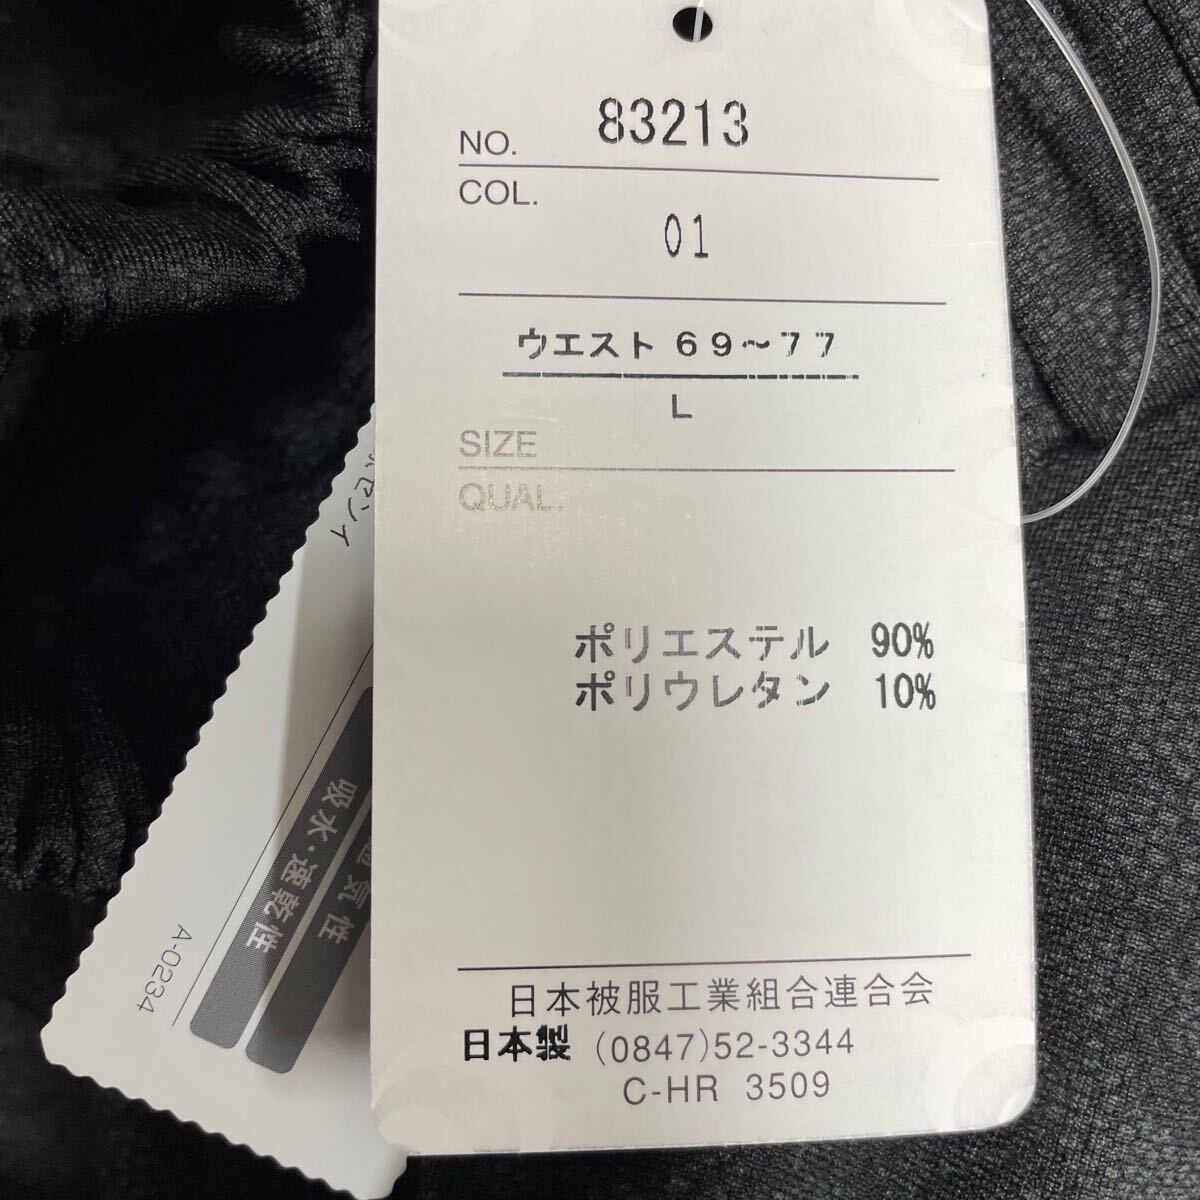 NO. 83213
COL.
01
ウエスト 69~77
L
SIZE
QUAL.
ポリエステル 90%
ポリウレタン 10%
日本被服工業組合連合会
日本製 (0847)52-3344
C-HR 3509
気性
吸水・速乾性
A-0234